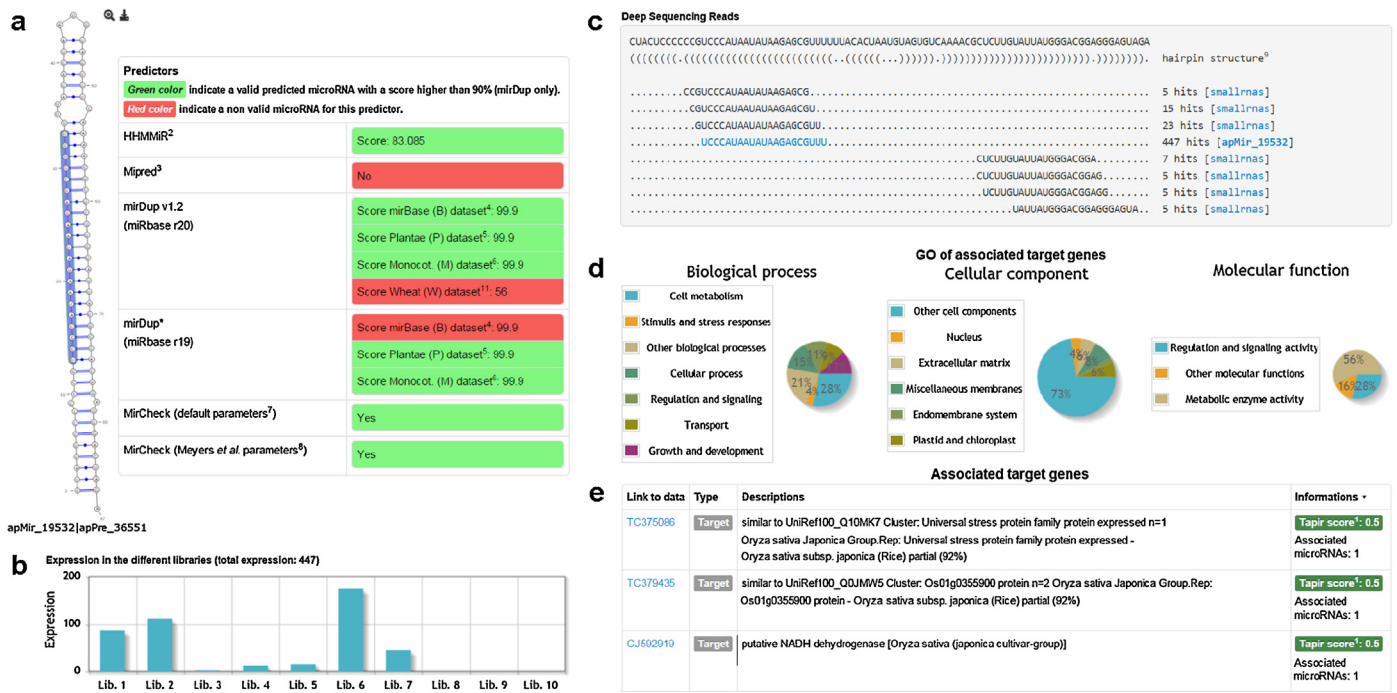 a
Predictors
Green color indicate a valid predicted microRNA with a score higher than 90% (mirDup only).
Red color indicate a non valid microRNA for this predictor.
HHMMiR2
Score: 83.085
Mipred3
No
mirDup v1.2
(miRbase r20)
Score mirBase (B) dataset4: 99.9
Score Plantae (P) dataset5: 99.9
Score Monocot. (M) dataset6: 99.9
Score Wheat (W) dataset11: 56
mirDup*
(miRbase r19)
Score mirBase (B) dataset4: 99.9
Score Plantae (P) dataset5: 99.9
Score Monocot. (M) dataset6: 99.9
MirCheck (default parameters7)
Yes
MirCheck (Meyers et al. parameters8)
Yes
apMir_19532|apPre_36551
b
Expression in the different libraries (total expression: 447)
Expression
200
100
0
Lib. 1 Lib. 2 Lib. 3 Lib. 4 Lib. 5 Lib. 6 Lib. 7 Lib. 8 Lib. 9 Lib. 10
c
Deep Sequencing Reads
CUACUCCCCCCGUCCCAUAAUAUAAGAGCGUUUUUUACACUAAUGUAGUGUCAAAACGCUCUUGUAUUAUGGGACGGAGGGAGUAGA
hairpin structure9
CCGUCCCAUAAUAUAAGAGCG 5 hits [smallrnas]
CGUCCCAUAAUAUAAGAGCGU 15 hits [smallrnas]
GUCCCAUAAUAUAAGAGCGUU 23 hits [smallrnas]
UCCCAUAAUAUAAGAGCGUUU 447 hits [apMir_19532]
CUCUUGUAUUAUGGGACGGA 7 hits [smallrnas]
CUCUUGUAUUAUGGGACGGAG 5 hits [smallrnas]
UCUUGUAUUAUGGGACGGAGG 5 hits [smallrnas]
UAUUAUGGGACGGAGGGAGUA 5 hits [smallrnas]
d
GO of associated target genes
Biological process
Cell metabolism
Stimulis and stress responses
Other biological processes
Cellular process
Regulation and signaling
Transport
Growth and development
11%
15%
21%
4%
28%
Cellular component
Other cell components
Nucleus
Extracellular matrix
Miscellaneous membranes
Endomembrane system
Plastid and chloroplast
4%
6%
73%
Molecular function
Regulation and signaling activity
Other molecular functions
Metabolic enzyme activity
56%
16%
28%
e
Associated target genes
Link to data Type Descriptions Informations
TC375086 Target similar to UniRef100_Q10MK7 Cluster: Universal stress protein family protein expressed n=1
Oryza sativa Japonica Group.Rep: Universal stress protein family protein expressed -
Oryza sativa subsp. japonica (Rice) partial (92%)
Tapir score1: 0.5
Associated
microRNAs: 1
TC379435 Target similar to UniRef100_Q0JMW5 Cluster: Os01g0355900 protein n=2 Oryza sativa Japonica Group.Rep:
Os01g0355900 protein - Oryza sativa subsp. japonica (Rice) partial (92%)
Tapir score1: 0.5
Associated
microRNAs: 1
CJ592919 Target putative NADH dehydrogenase [Oryza sativa (japonica cultivar-group)]
Tapir score1: 0.5
Associated
microRNAs: 1